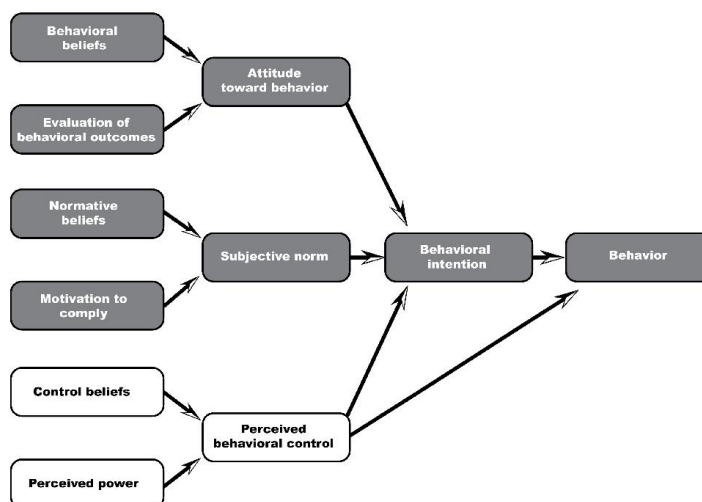 Behavioral
beliefs
Attitude
toward behavior
Evaluation of
behavioral outcomes
Normative
beliefs
Subjective norm
Behavioral
intention
Behavior
Motivation to
comply
Control beliefs
Perceived
behavioral control
Perceived power